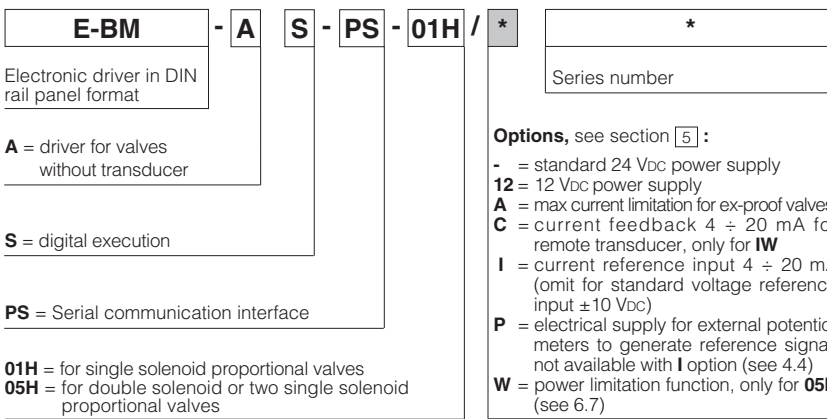 E-BM - A S - PS - 01H / * *
Electronic driver in DIN
rail panel format
Series number
A = driver for valves
without transducer
S = digital execution
PS = Serial communication interface
01H = for single solenoid proportional valves
05H = for double solenoid or two single solenoid
proportional valves
Options, see section 5 :
- = standard 24 VDC power supply
12 = 12 VDC power supply
A = max current limitation for ex-proof valves
C = current feedback 4 ÷ 20 mA
remote transducer, only for IW
I = current reference input 4 ÷ 20
(omit for standard voltage
input ±10 VDC)
P = electrical supply for external
meters to generate reference
not available with I option (see 4.4)
W = power limitation function, only for
(see 6.7)